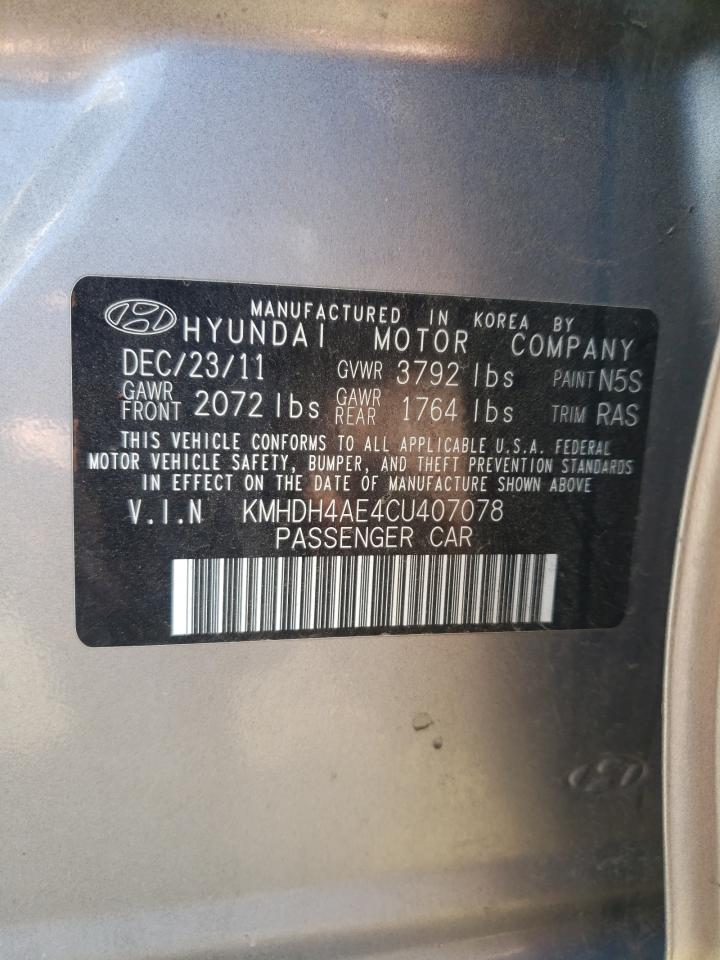 MANUFACTURED IN KOREA BY
HYUNDAI MOTOR COMPANY
DEC/23/11 GVWR 3792 lbs PAINT N5S
GAWR FRONT 2072 lbs GAWR REAR 1764 lbs TRIM RAS
THIS VEHICLE CONFORMS TO ALL APPLICABLE U.S.A. FEDERAL
MOTOR VEHICLE SAFETY, BUMPER, AND THEFT PREVENTION STANDARDS
IN EFFECT ON THE DATE OF MANUFACTURE SHOWN ABOVE
V.I.N KMHDH4AE4CU407078
PASSENGER CAR